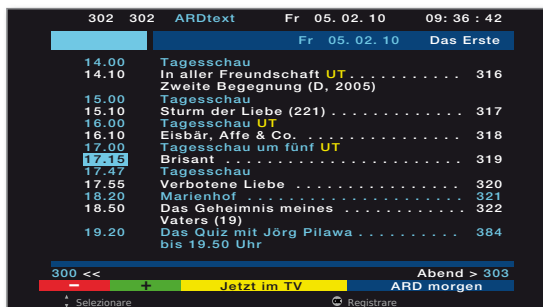 302 302 ARDtext Fr 05. 02. 10 09: 36 : 42
Fr 05. 02. 10 Das Erste
14.00 Tagesschau
14.10 In aller Freundschaft UT . . . . . . . . . . . 316
Zweite Begegnung (D, 2005)
15.00 Tagesschau
15.10 Sturm der Liebe (221) . . . . . . . . . . . . . 317
16.00 Tagesschau UT
16.10 Eisbär, Affe & Co. . . . . . . . . . . . . . . . . 318
17.00 Tagesschau um fünf UT
17.15 Brisant . . . . . . . . . . . . . . . . . . . . . . . . 319
17.47 Tagesschau
17.55 Verbotene Liebe . . . . . . . . . . . . . . . . . 320
18.20 Marienhof . . . . . . . . . . . . . . . . . . . . . . 321
18.50 Das Geheimnis meines . . . . . . . . . . . . 322
Vaters (19)
19.20 Das Quiz mit Jörg Pilawa . . . . . . . . . . . 384
bis 19.50 Uhr
300 << Abend > 303
− + Jetzt im TV ARD morgen
Selezionare Registrare